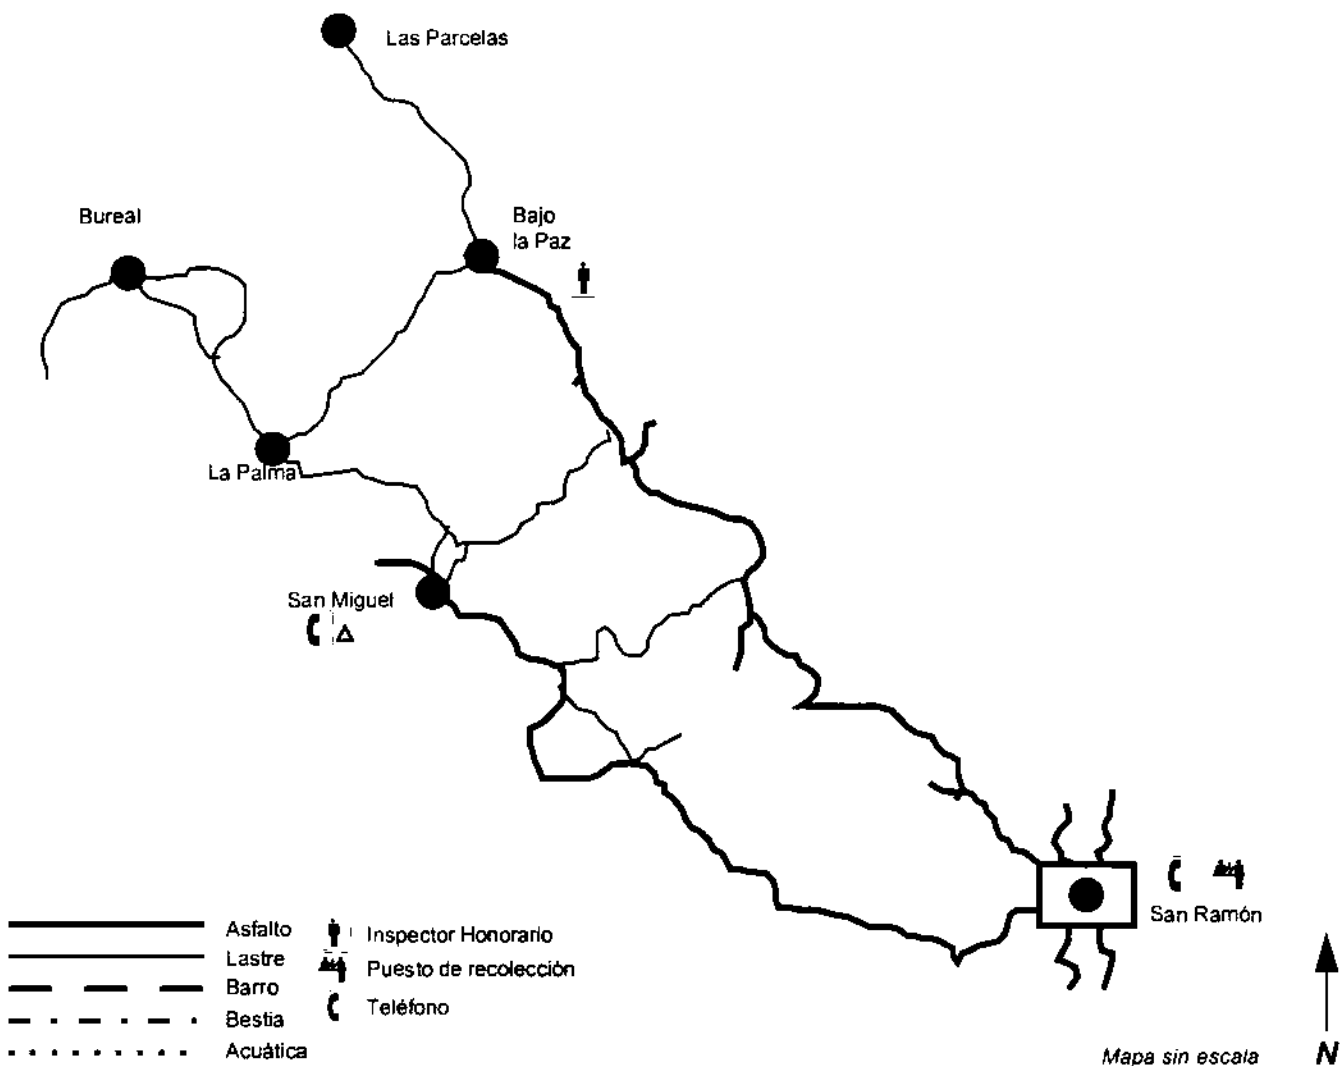 Las Parcelas
Bureal
Bajo
la Paz
La Palma
San Miguel
San Ramón
Asfalto
Lastre
Barro
Bestia
Acuática
Inspector Honorario
Puesto de recolección
Teléfono
Mapa sin escala
N